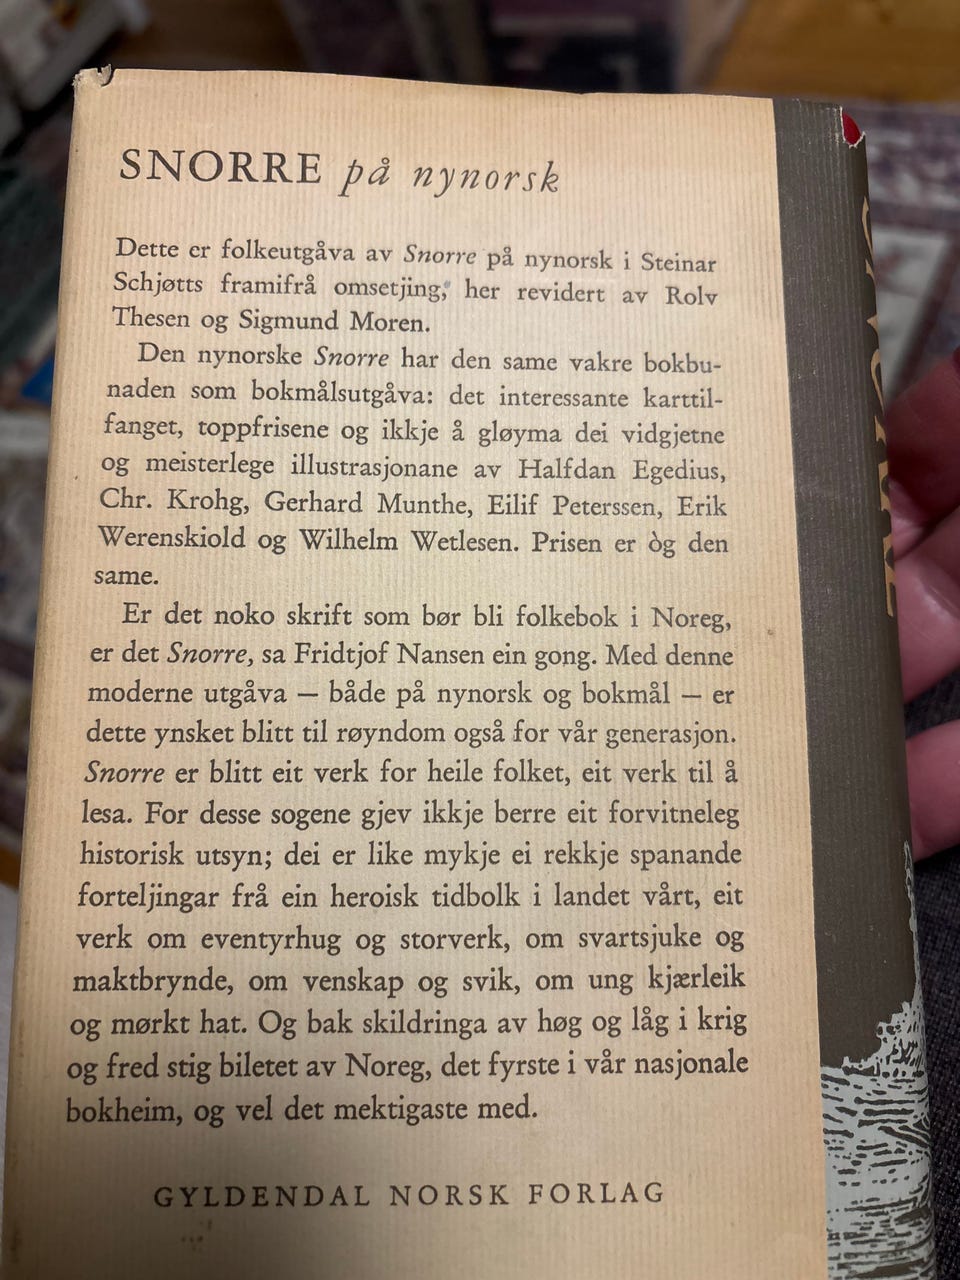 SNORRE på nynorsk
Dette er folkeutgåva av Snorre på nynorsk i Steinar
Schjøtts framifrå omsetjing, her revidert av Rolv
Thesen og Sigmund Moren.
Den nynorske Snorre har den same vakre bokbu-
naden som bokmålsutgåva: det interessante karttil-
fanget, toppfrisene og ikkje å gløyma dei vidgjetne
og meisterlege illustrasjonane av Halfdan Egedius,
Chr. Krohg, Gerhard Munthe, Eilif Peterssen, Erik
Werenskiold og Wilhelm Wetlesen. Prisen er òg den
same.
Er det noko skrift som bør bli folkebok i Noreg,
er det Snorre, sa Fridtjof Nansen ein gong. Med denne
moderne utgåva — både på nynorsk og bokmål — er
dette ynsket blitt til røyndom også for vår generasjon.
Snorre er blitt eit verk for heile folket, eit verk til å
lesa. For desse sogene gjev ikkje berre eit forvitneleg
historisk utsyn; dei er like mykje ei rekkje spanande
forteljingar frå ein heroisk tidbolk i landet vårt, eit
verk om eventyrhug og storverk, om svartsjuke og
maktbrynde, om venskap og svik, om ung kjærleik
og mørkt hat. Og bak skildringa av høg og låg i krig
og fred stig biletet av Noreg, det fyrste i vår nasjonale
bokheim, og vel det mektigaste med.
GYLDENDAL NORSK FORLAG